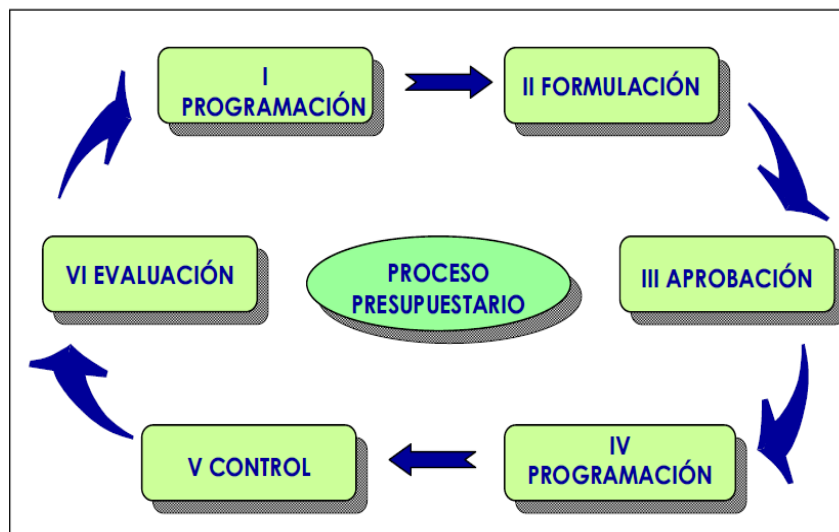 I
PROGRAMACIÓN
II FORMULACIÓN
III APROBACIÓN
IV
PROGRAMACIÓN
V CONTROL
VI EVALUACIÓN
PROCESO
PRESUPUESTARIO